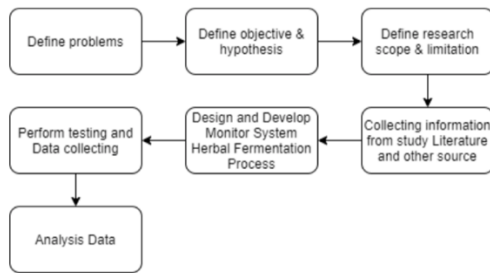 Define problems
Define objective &
hypothesis
Define research
scope & limitation
Collecting information
from study Literature
and other source
Design and Develop
Monitor System
Herbal Fermentation
Process
Perform testing and
Data collecting
Analysis Data